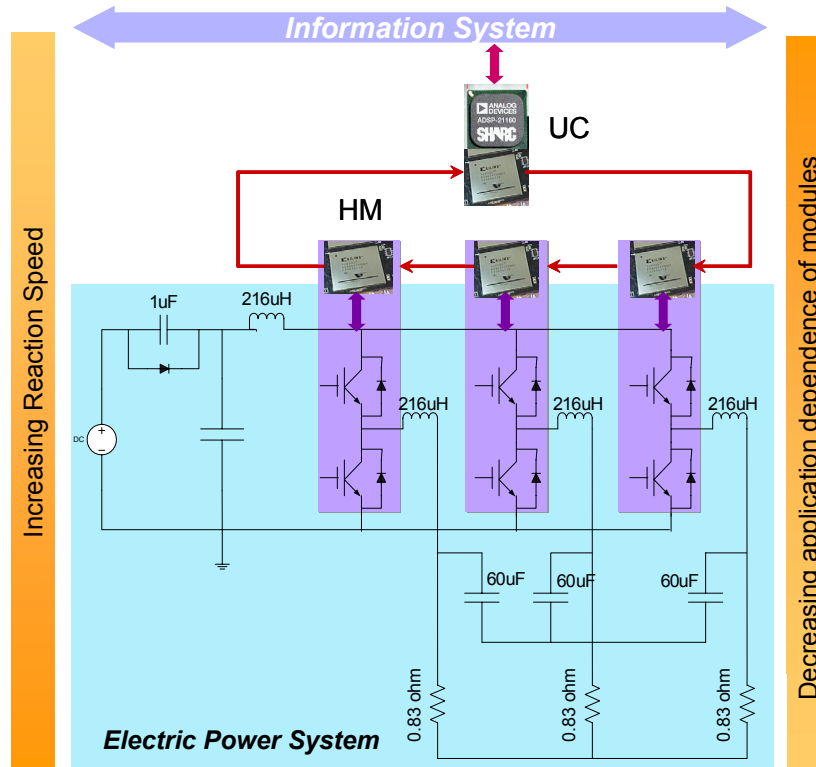 Information System
ANALOG
DEVICES
ADSP-21160
SHARC
UC
HM
Increasing Reaction Speed
Decreasing application dependence of modules
1uF
216uH
216uH
216uH
216uH
DC
60uF
60uF
60uF
0.83 ohm
0.83 ohm
0.83 ohm
Electric Power System